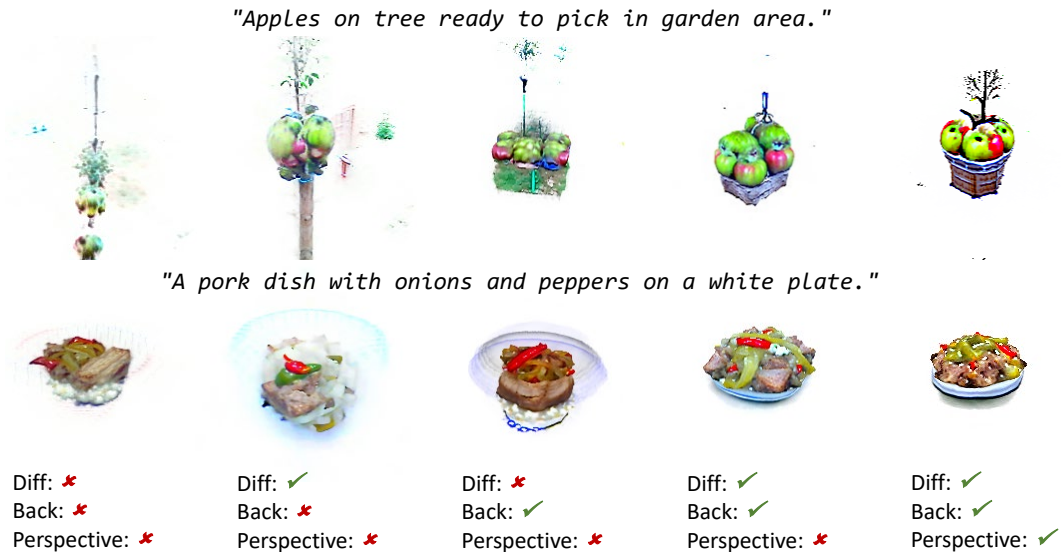 "Apples on tree ready to pick in garden area."
"A pork dish with onions and peppers on a white plate."
Diff: ✘ Diff: ✓ Diff: ✘ Diff: ✓ Diff: ✓
Back: ✘ Back: ✘ Back: ✓ Back: ✓ Back: ✓
Perspective: ✘ Perspective: ✘ Perspective: ✘ Perspective: ✘ Perspective: ✓